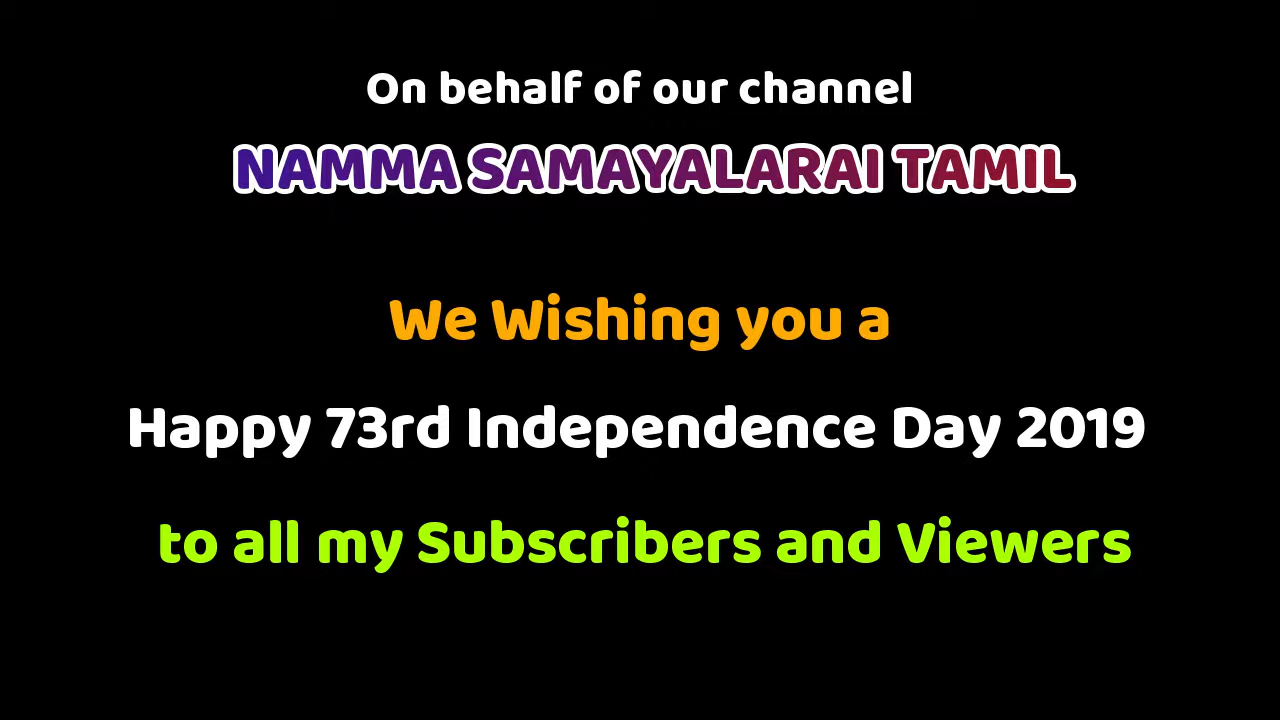 On behalf of our channel
NAMMA SAMAYALARAI TAMIL
We Wishing you a
Happy 73rd Independence Day 2019
to all my Subscribers and Viewers